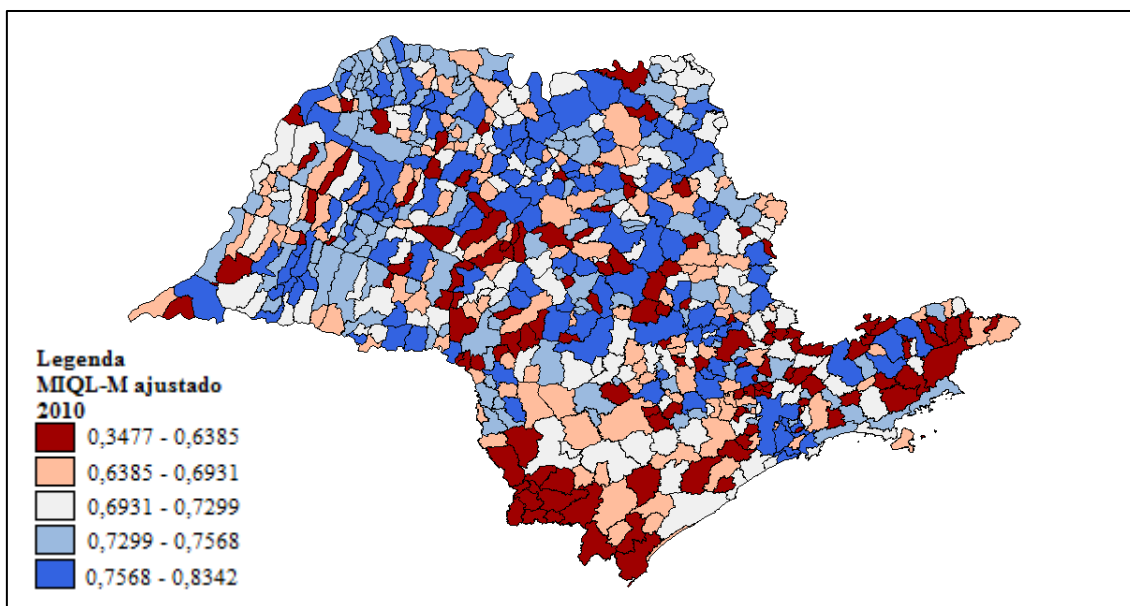 Legenda
MIQL-M ajustado
2010
0,3477 - 0,6385
0,6385 - 0,6931
0,6931 - 0,7299
0,7299 - 0,7568
0,7568 - 0,8342